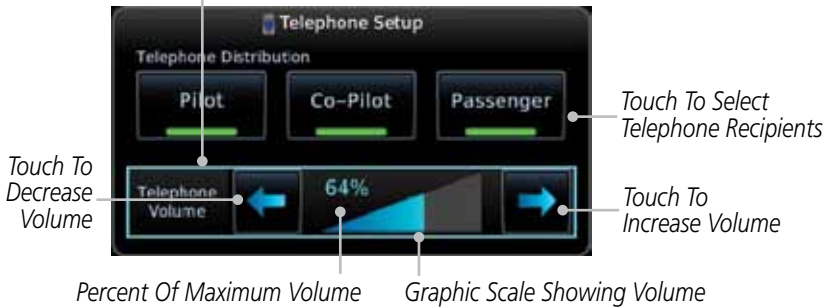 Telephone Setup
Telephone Distribution
Pilot
Co-Pilot
Passenger
Touch To Select
Telephone Recipients
Touch To
Decrease
Volume
Telephone
Volume
64%
Touch To
Increase Volume
Percent Of Maximum Volume
Graphic Scale Showing Volume